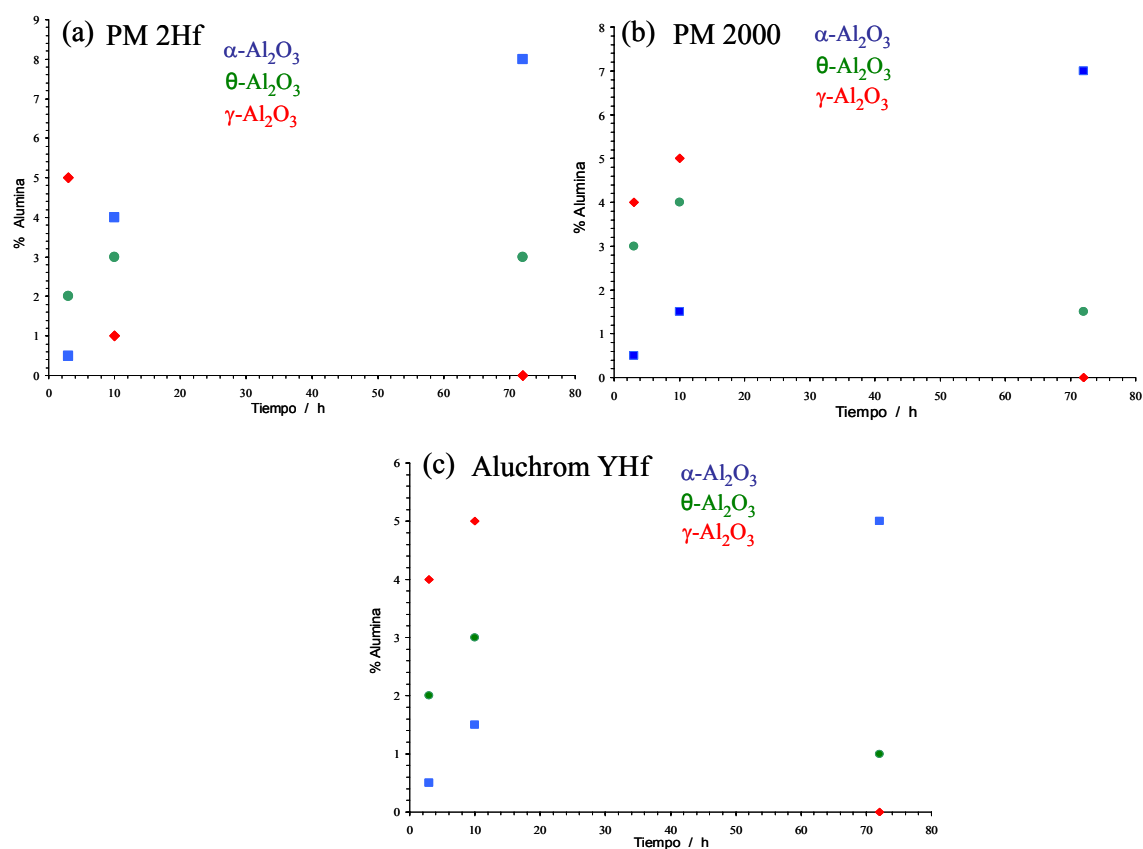 (a) PM 2Hf
α-Al₂O₃
θ-Al₂O₃
γ-Al₂O₃
% Alumina
9
8
7
6
5
4
3
2
1
0
0 10 20 30 40 50 60 70 80
Tiempo / h
(b) PM 2000
α-Al₂O₃
θ-Al₂O₃
γ-Al₂O₃
% Alumina
8
7
6
5
4
3
2
1
0
0 10 20 30 40 50 60 70 80
Tiempo / h
(c) Aluchrom YHf
α-Al₂O₃
θ-Al₂O₃
γ-Al₂O₃
% Alumina
6
5
4
3
2
1
0
0 10 20 30 40 50 60 70 80
Tiempo / h